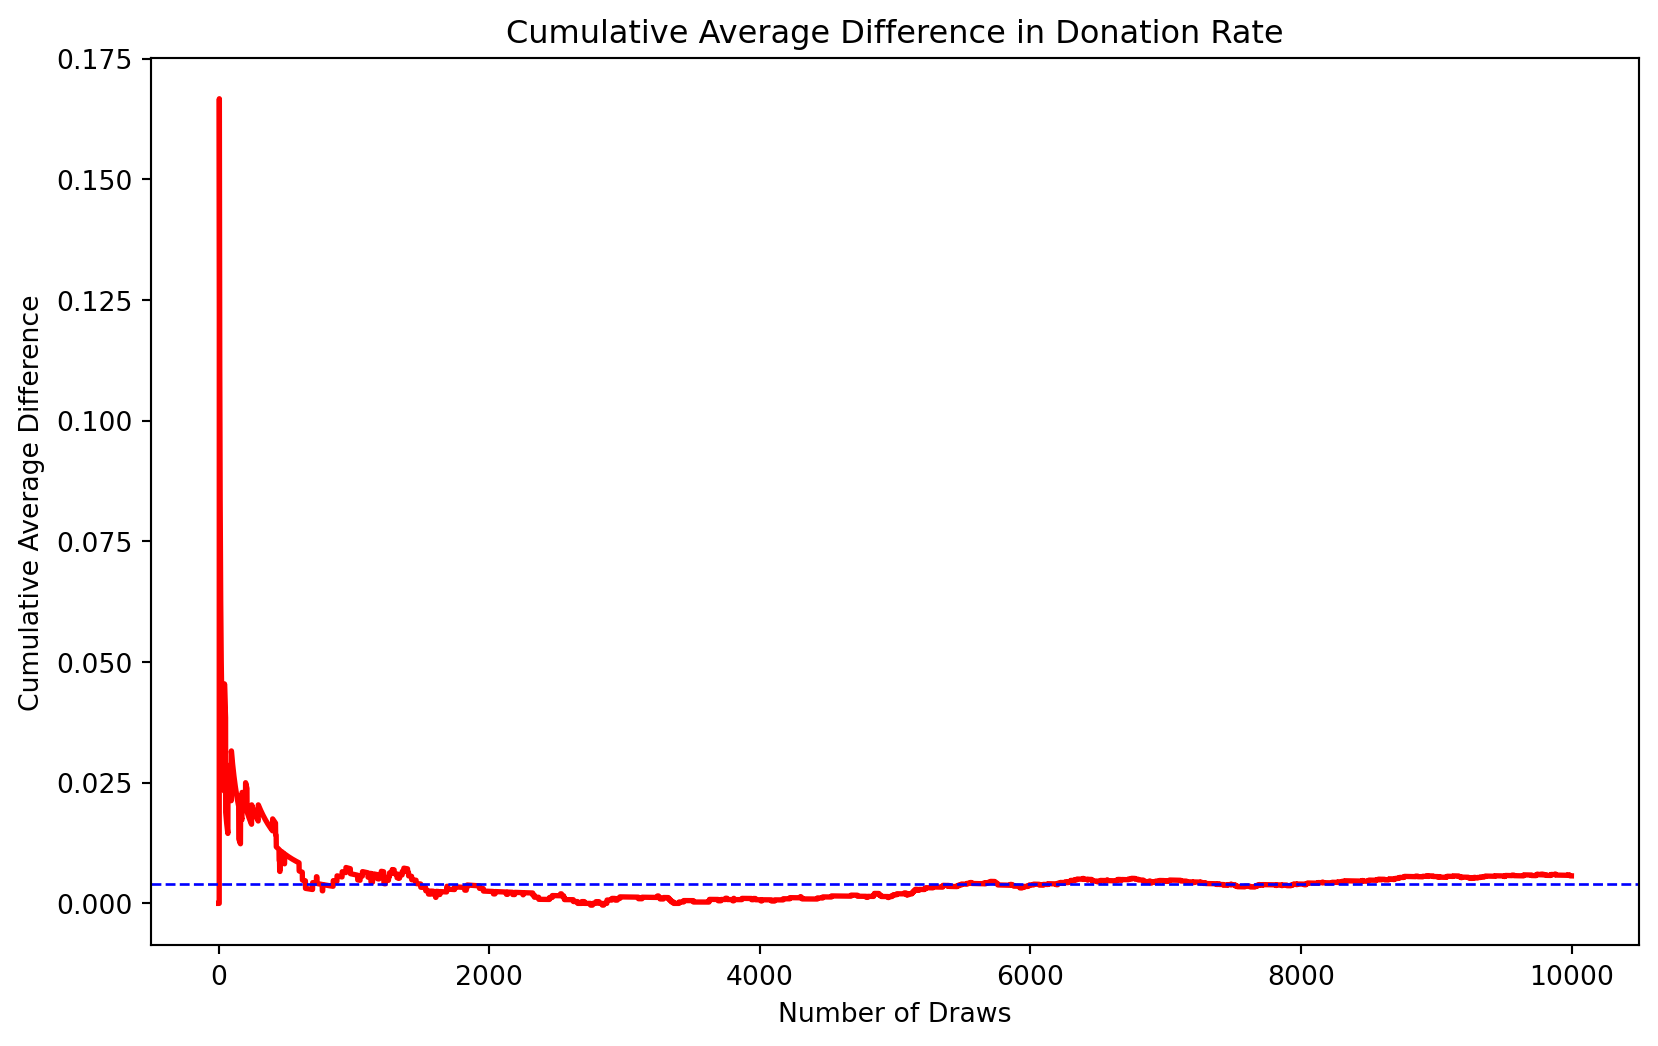 Cumulative Average Difference in Donation Rate
Cumulative Average Difference
0.175
0.150
0.125
0.100
0.075
0.050
0.025
0.000
0 2000 4000 6000 8000 10000
Number of Draws